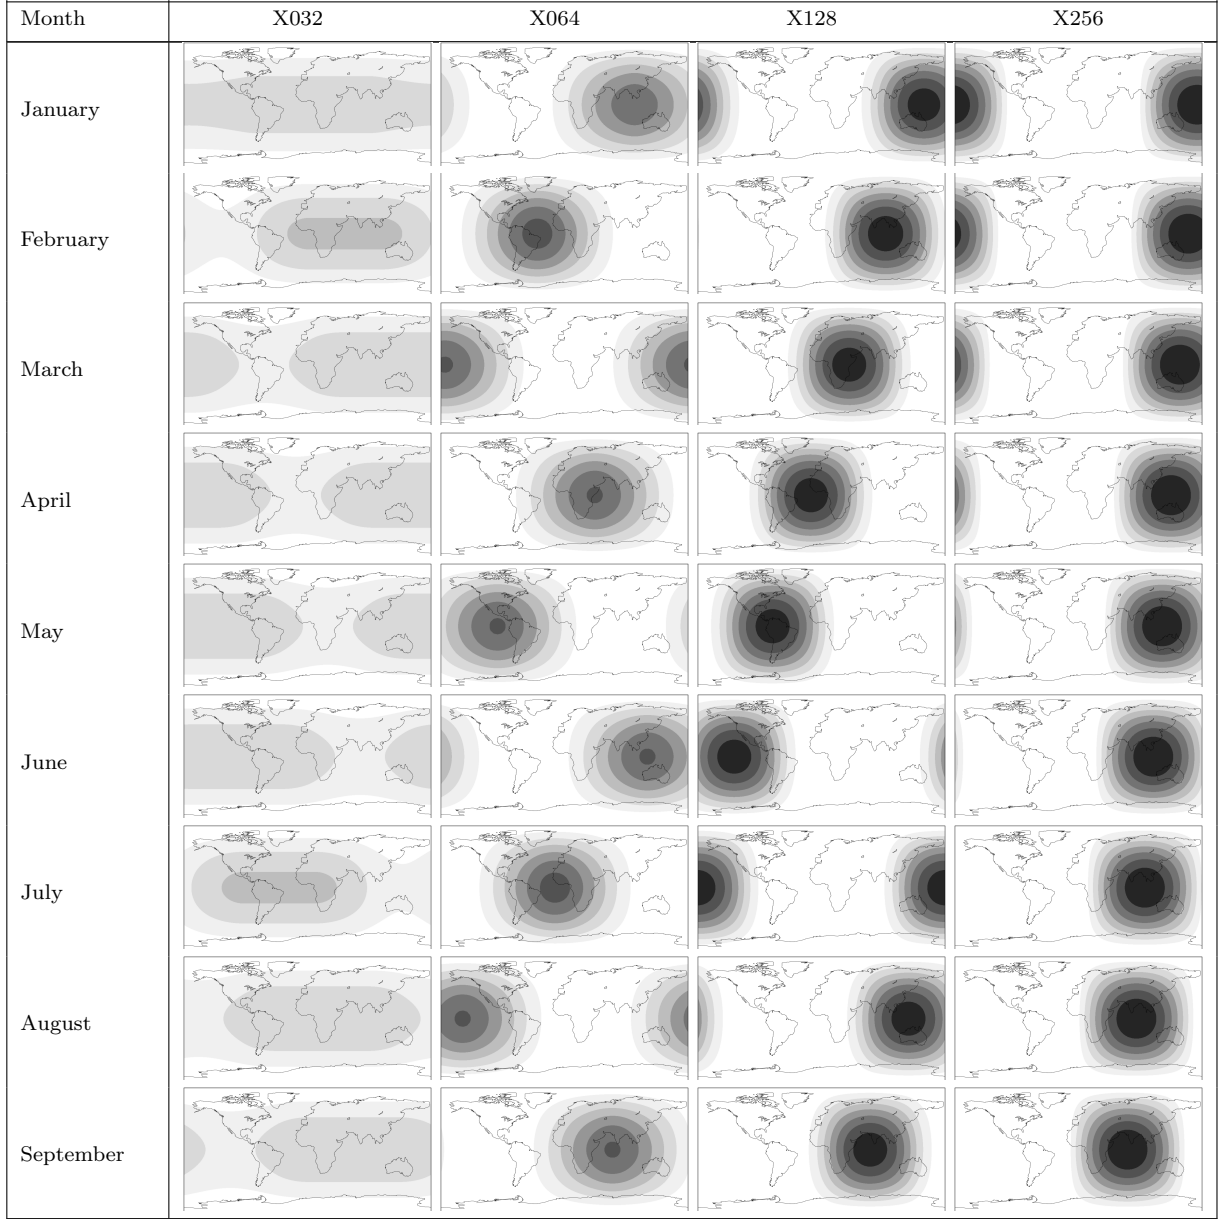 Month X032 X064 X128 X256
January
February
March
April
May
June
July
August
September